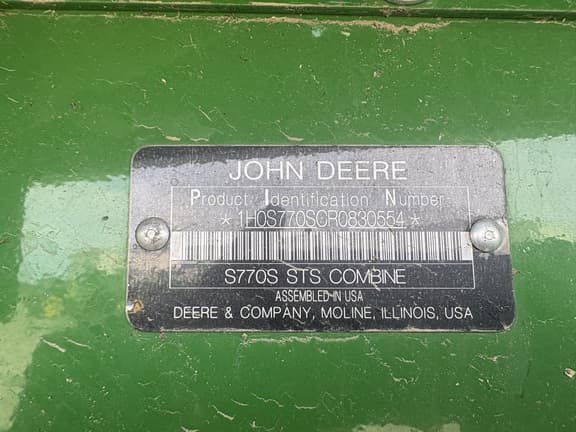 JOHN DEERE
Product Identification Number
*1H0S770SCR0830554*
S770S STS COMBINE
ASSEMBLED IN USA
DEERE & COMPANY, MOLINE, ILLINOIS, USA